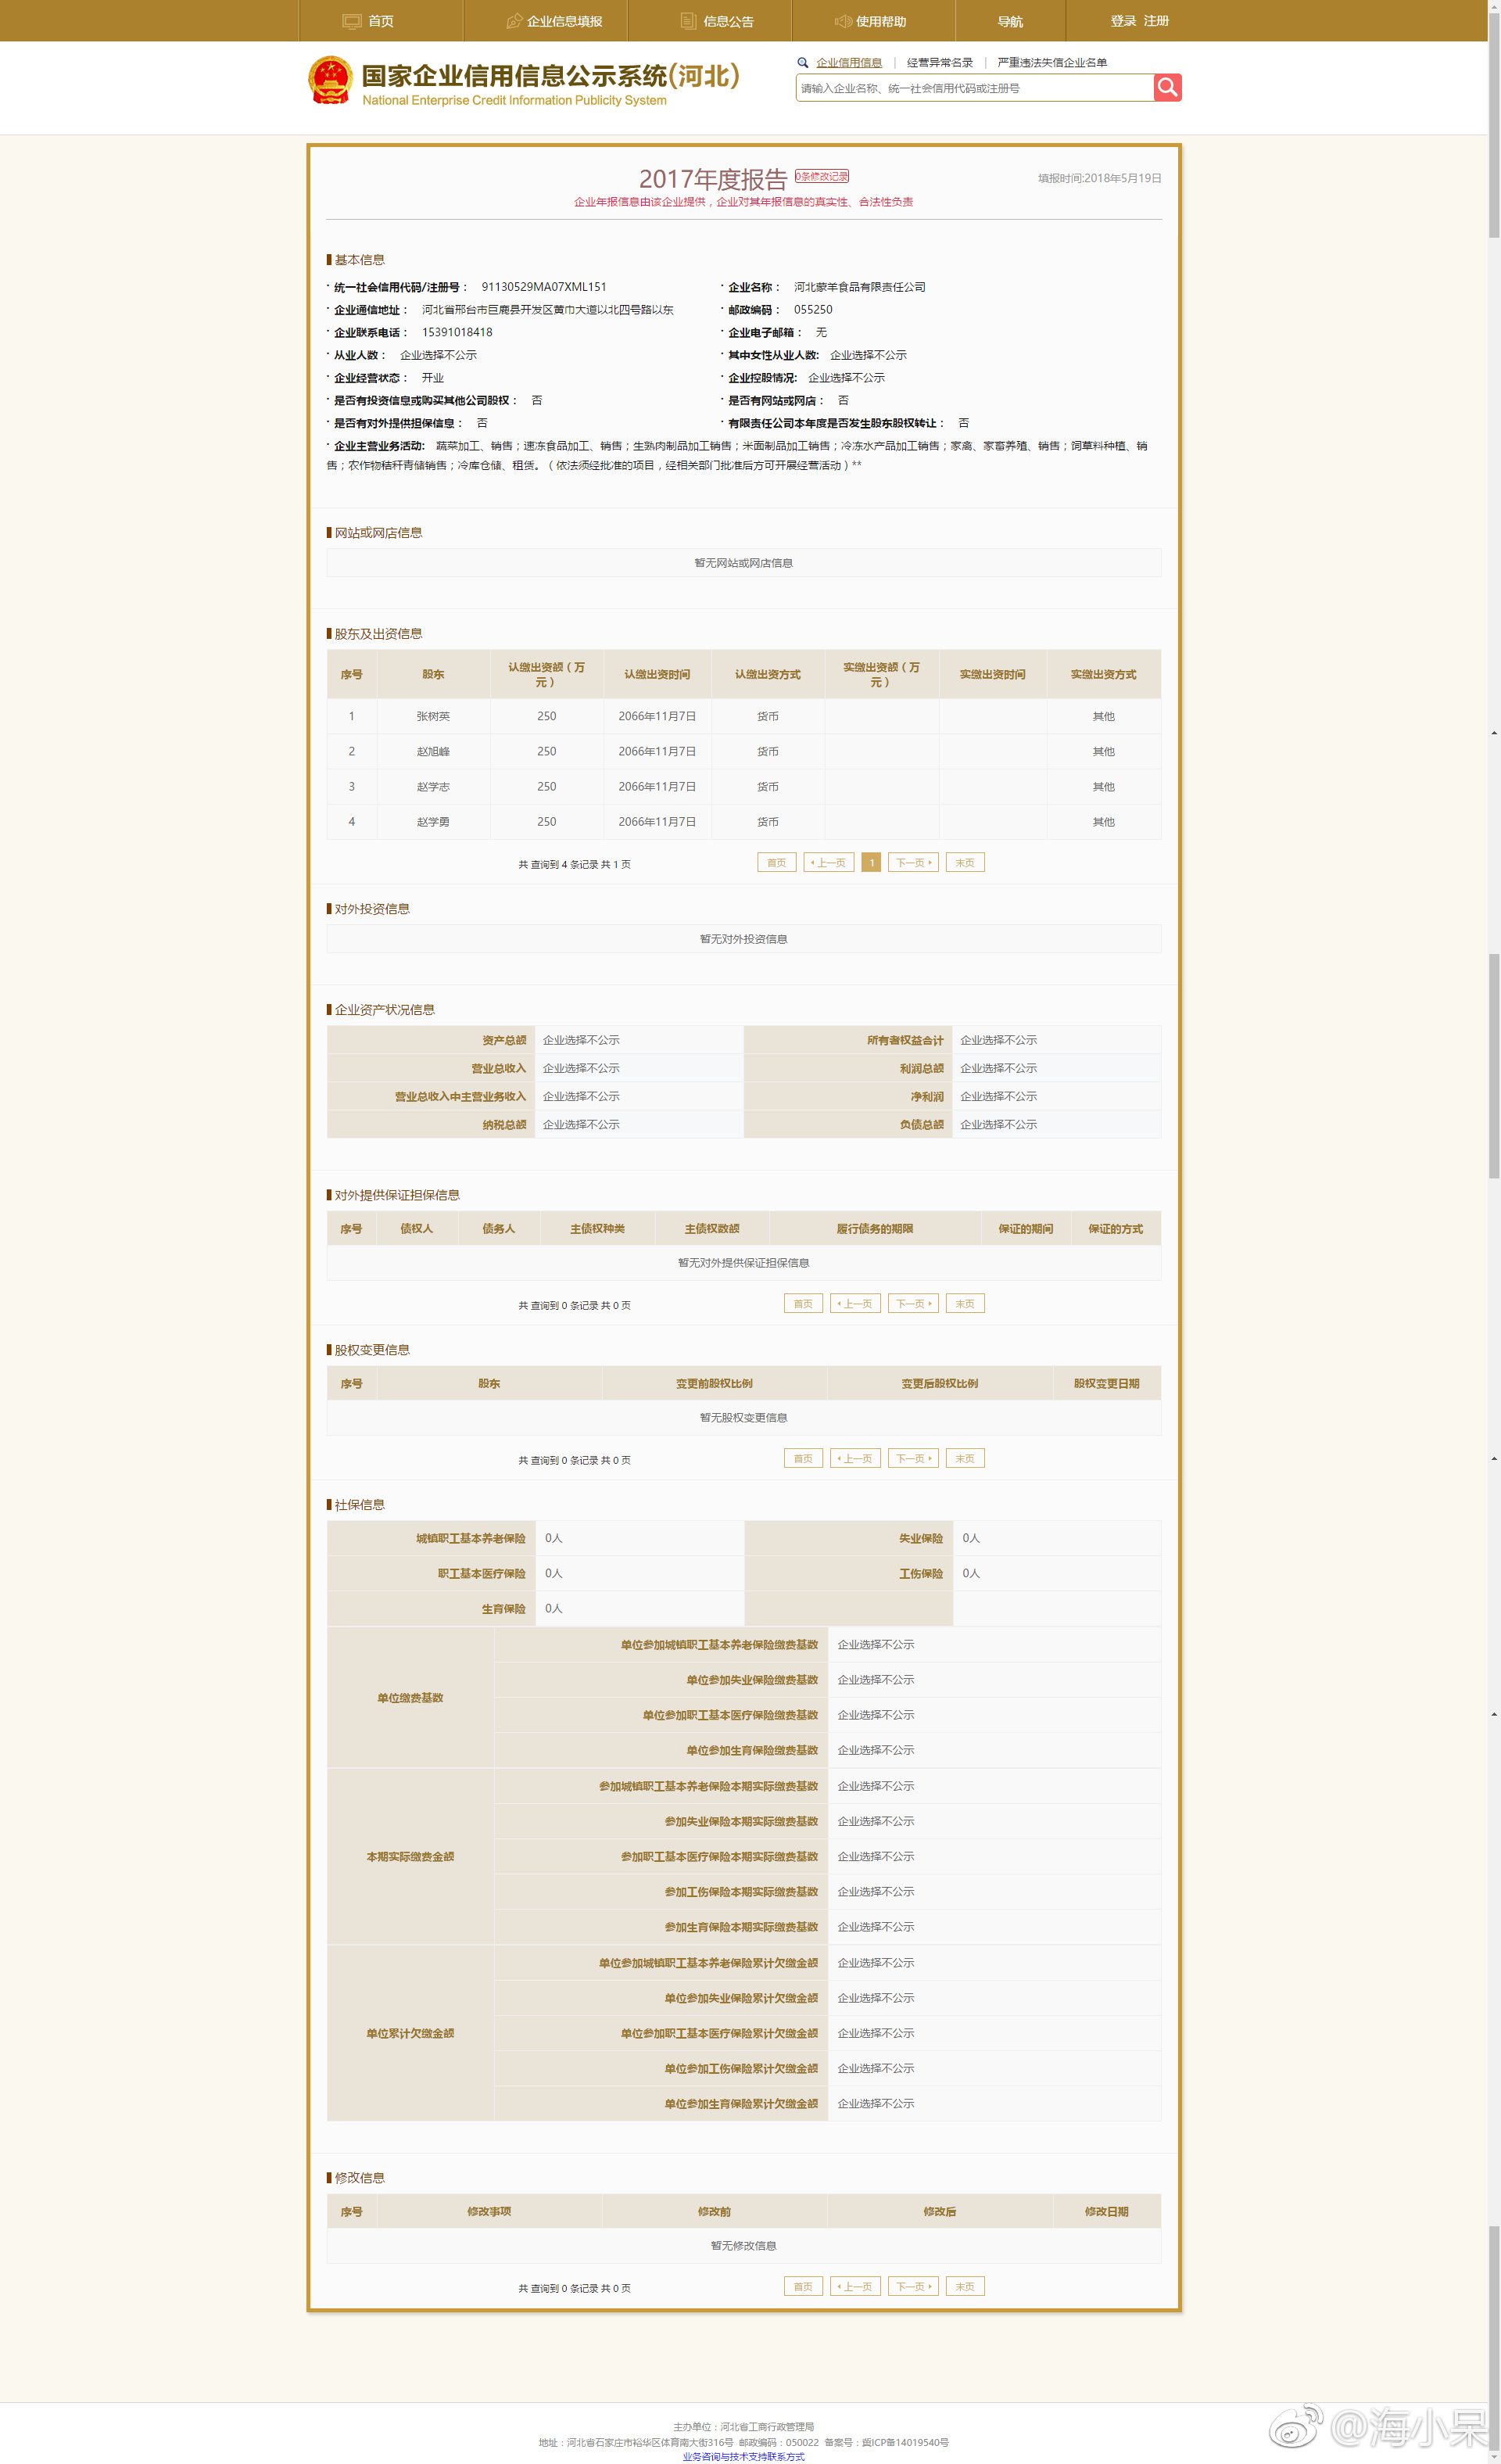 首页 企业信息填报 信息公告 使用帮助 导航 登录 注册
国家企业信用信息公示系统(河北)
National Enterprise Credit Information Publicity System
企业信用信息 | 经营异常名录 | 严重违法失信企业名单
请输入企业名称、统一社会信用代码或注册号
2017年度报告 0条修改记录 填报时间:2018年5月19日
企业年报信息由该企业提供，企业对其年报信息的真实性、合法性负责
基本信息
· 统一社会信用代码/注册号： 91130529MA07XML151 · 企业名称： 河北蒙羊食品有限责任公司
· 企业通信地址： 河北省邢台市巨鹿县开发区黄巾大道以北四号路以东 · 邮政编码： 055250
· 企业联系电话： 15391018418 · 企业电子邮箱： 无
· 从业人数： 企业选择不公示 · 其中女性从业人数: 企业选择不公示
· 企业经营状态： 开业 · 企业控股情况: 企业选择不公示
· 是否有投资信息或购买其他公司股权： 否 · 是否有网站或网店： 否
· 是否有对外提供担保信息： 否 · 有限责任公司本年度是否发生股东股权转让： 否
· 企业主营业务活动: 蔬菜加工、销售；速冻食品加工、销售；生熟肉制品加工销售；米面制品加工销售；冷冻水产品加工销售；家禽、家畜养殖、销售；饲草料种植、销
售；农作物秸秆青储销售；冷库仓储、租赁。（依法须经批准的项目，经相关部门批准后方可开展经营活动）**
网站或网店信息
暂无网站或网店信息
股东及出资信息
序号 股东 认缴出资额（万元） 认缴出资时间 认缴出资方式 实缴出资额（万元） 实缴出资时间 实缴出资方式
1 张树英 250 2066年11月7日 货币 其他
2 赵旭峰 250 2066年11月7日 货币 其他
3 赵学志 250 2066年11月7日 货币 其他
4 赵学勇 250 2066年11月7日 货币 其他
共 查询到 4 条记录 共 1 页 首页 上一页 1 下一页 末页
对外投资信息
暂无对外投资信息
企业资产状况信息
资产总额 企业选择不公示 所有者权益合计 企业选择不公示
营业总收入 企业选择不公示 利润总额 企业选择不公示
营业总收入中主营业务收入 企业选择不公示 净利润 企业选择不公示
纳税总额 企业选择不公示 负债总额 企业选择不公示
对外提供保证担保信息
序号 债权人 债务人 主债权种类 主债权数额 履行债务的期限 保证的期间 保证的方式
暂无对外提供保证担保信息
共 查询到 0 条记录 共 0 页 首页 上一页 下一页 末页
股权变更信息
序号 股东 变更前股权比例 变更后股权比例 股权变更日期
暂无股权变更信息
共 查询到 0 条记录 共 0 页 首页 上一页 下一页 末页
社保信息
城镇职工基本养老保险 0人 失业保险 0人
职工基本医疗保险 0人 工伤保险 0人
生育保险 0人
单位缴费基数
单位参加城镇职工基本养老保险缴费基数 企业选择不公示
单位参加失业保险缴费基数 企业选择不公示
单位参加职工基本医疗保险缴费基数 企业选择不公示
单位参加生育保险缴费基数 企业选择不公示
本期实际缴费金额
参加城镇职工基本养老保险本期实际缴费基数 企业选择不公示
参加失业保险本期实际缴费基数 企业选择不公示
参加职工基本医疗保险本期实际缴费基数 企业选择不公示
参加工伤保险本期实际缴费基数 企业选择不公示
参加生育保险本期实际缴费基数 企业选择不公示
单位累计欠缴金额
单位参加城镇职工基本养老保险累计欠缴金额 企业选择不公示
单位参加失业保险累计欠缴金额 企业选择不公示
单位参加职工基本医疗保险累计欠缴金额 企业选择不公示
单位参加工伤保险累计欠缴金额 企业选择不公示
单位参加生育保险累计欠缴金额 企业选择不公示
修改信息
序号 修改事项 修改前 修改后 修改日期
暂无修改信息
共 查询到 0 条记录 共 0 页 首页 上一页 下一页 末页
主办单位：河北省工商行政管理局
地址：河北省石家庄市裕华区体育南大街316号 邮政编码：050022 备案号：冀ICP备14019540号
业务咨询与技术支持联系方式
@海小呆